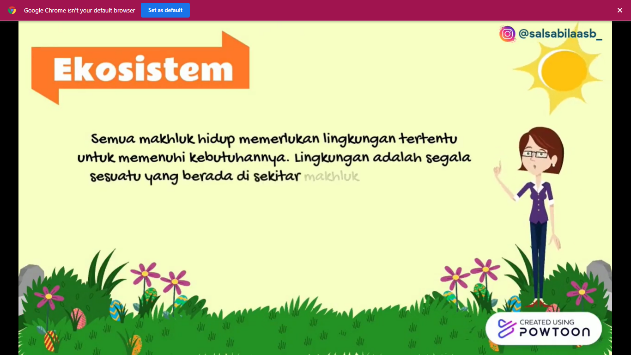 Google Chrome isn't your default browser
Set as default
@salsabilaasb_
Ekosistem
Semua makhluk hidup memerlukan lingkungan tertentu
untuk memenuhi kebutuhannya. Lingkungan adalah segala
sesuatu yang berada di sekitar makhluk
CREATED USING
POWTOON